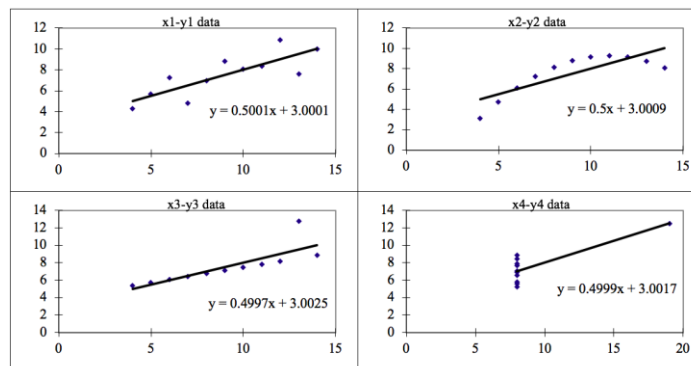 x1-y1 data
12
10
8
6
4
2
0
0 5 10 15
y = 0.5001x + 3.0001
x2-y2 data
12
10
8
6
4
2
0
0 5 10 15
y = 0.5x + 3.0009
x3-y3 data
14
12
10
8
6
4
2
0
0 5 10 15
y = 0.4997x + 3.0025
x4-y4 data
14
12
10
8
6
4
2
0
0 5 10 15 20
y = 0.4999x + 3.0017